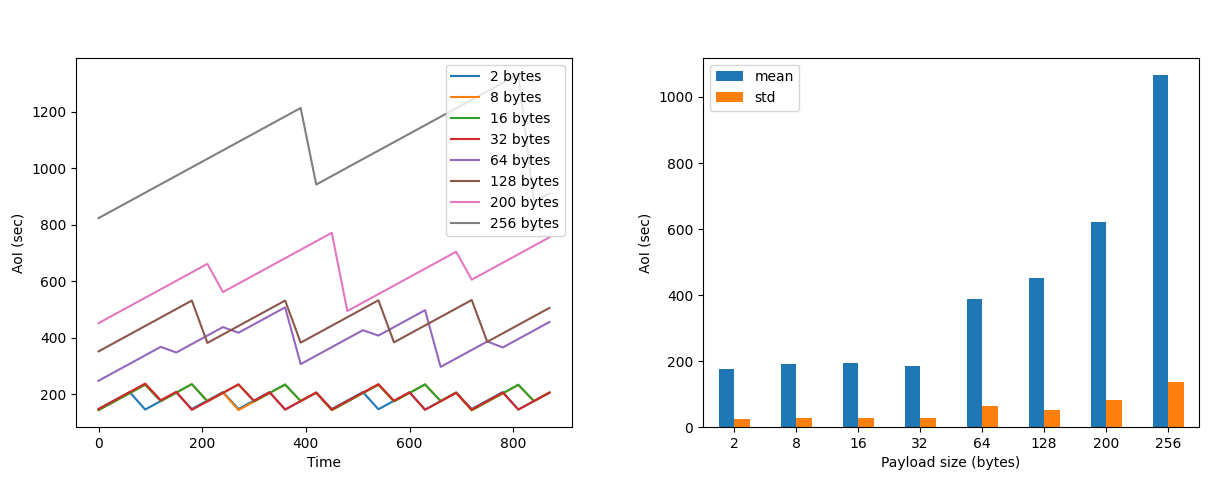 1200
1000
800
600
400
200
AoI (sec)
0
200
400
600
800
Time
2 bytes
8 bytes
16 bytes
32 bytes
64 bytes
128 bytes
200 bytes
256 bytes
1000
800
600
400
200
0
AoI (sec)
mean
std
2
8
16
32
64
128
200
256
Payload size (bytes)